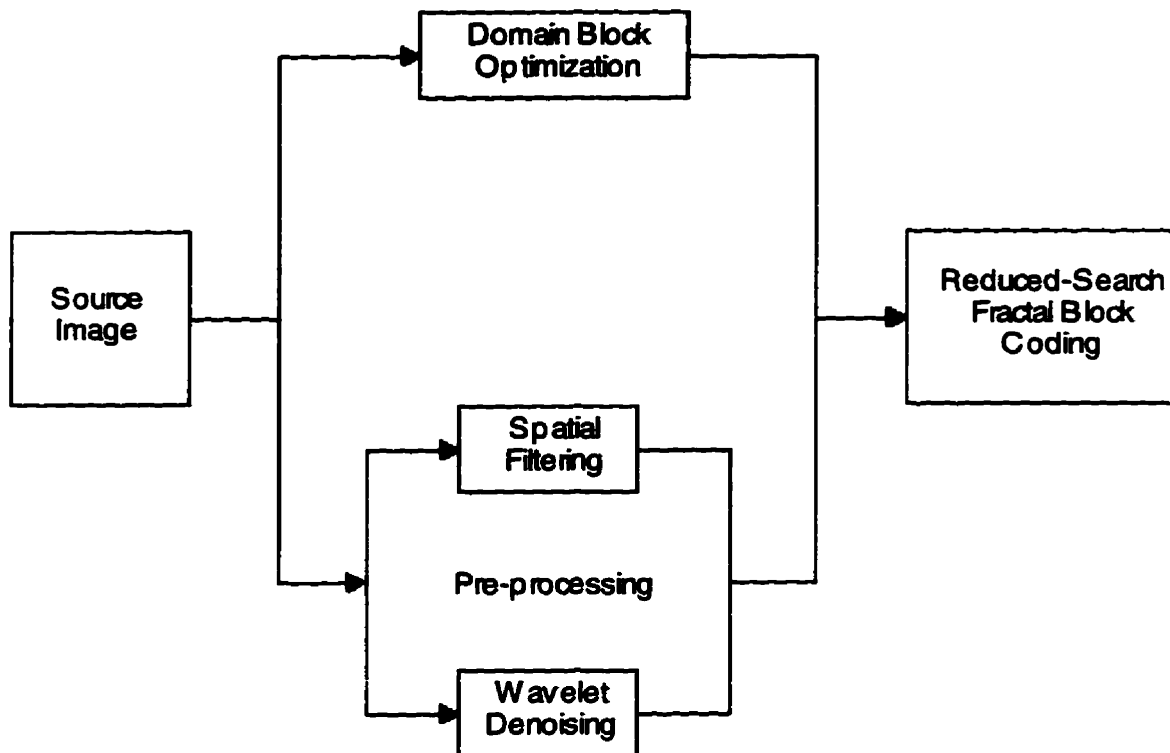 Domain Block
Optimization
Source
Image
Reduced-Search
Fractal Block
Coding
Spatial
Filtering
Pre-processing
Wavelet
Denoising